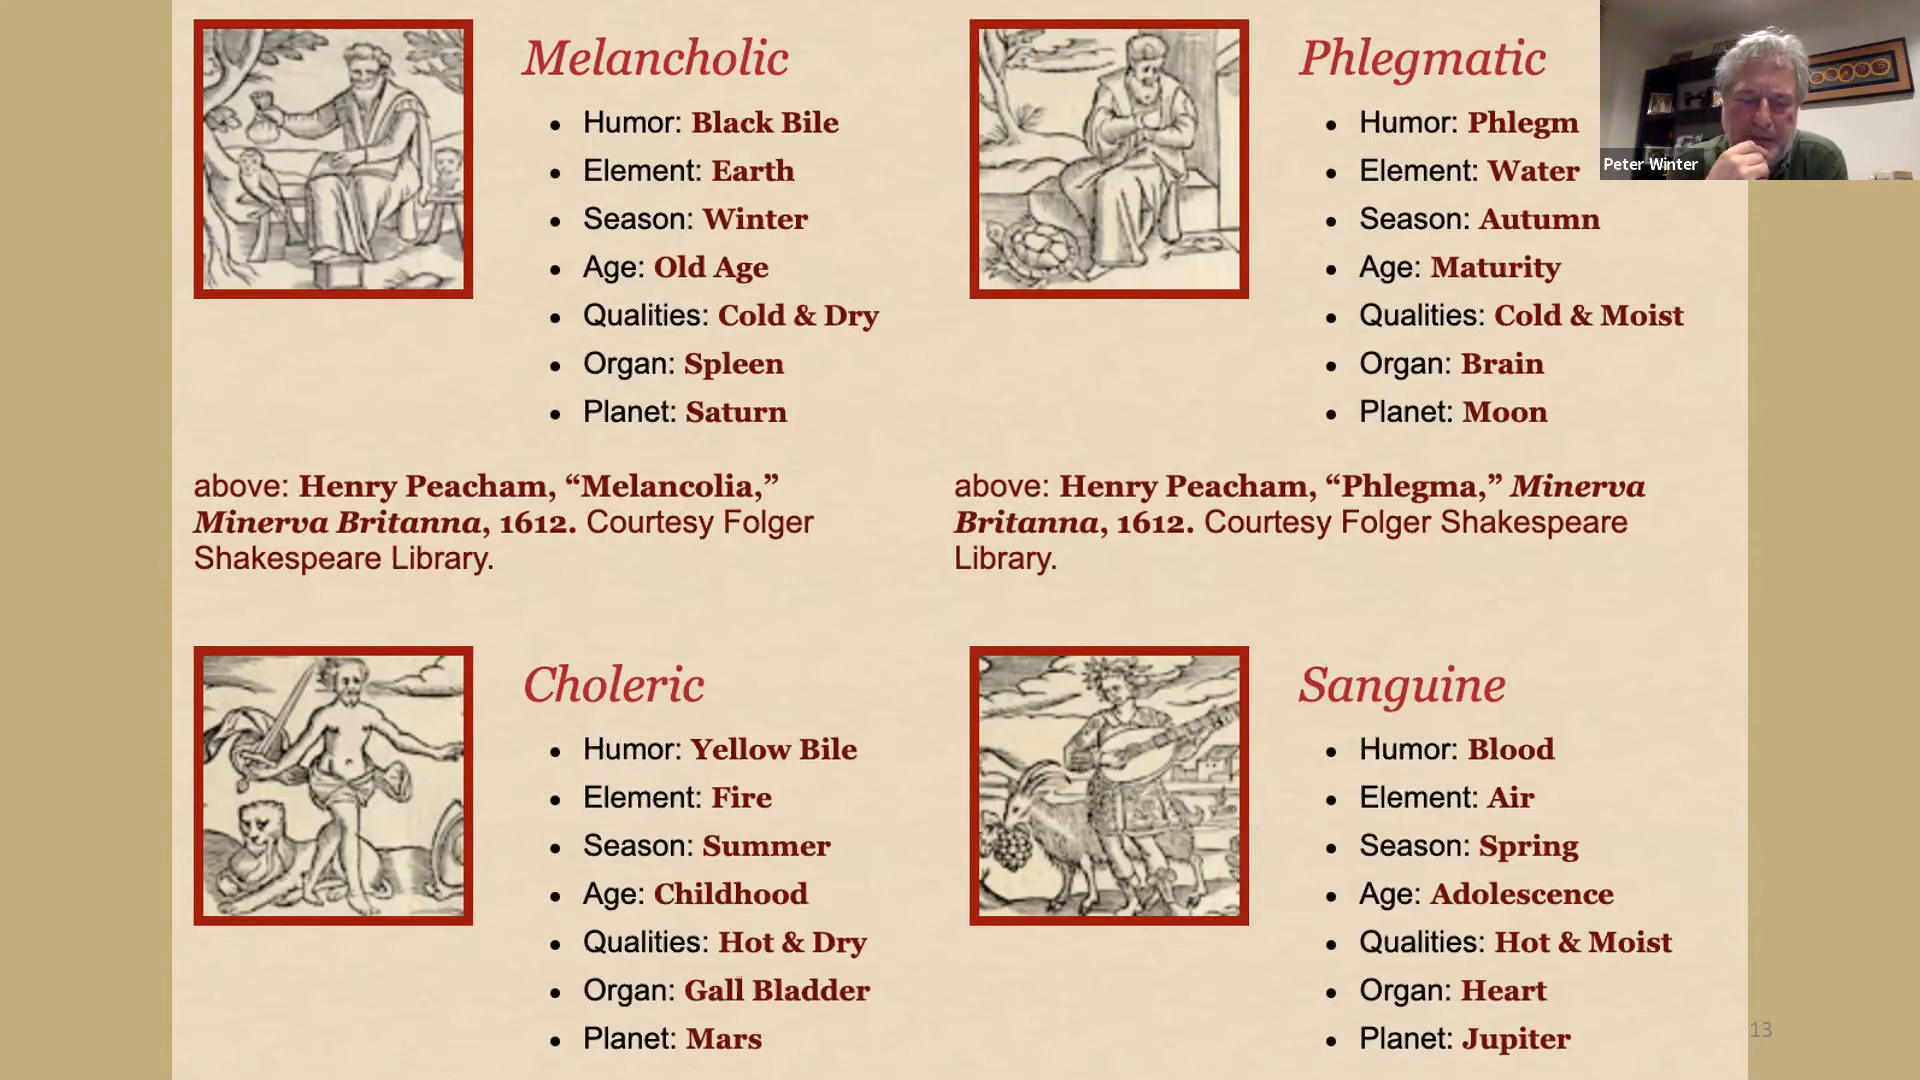 Melancholic
Humor: Black Bile
Element: Earth
Season: Winter
Age: Old Age
Qualities: Cold & Dry
Organ: Spleen
Planet: Saturn
above: Henry Peacham, “Melancolia,”
Minerva Britanna, 1612. Courtesy Folger
Shakespeare Library.
Phlegmatic
Humor: Phlegm
Element: Water
Season: Autumn
Age: Maturity
Qualities: Cold & Moist
Organ: Brain
Planet: Moon
above: Henry Peacham, “Phlegma,” Minerva
Britanna, 1612. Courtesy Folger Shakespeare
Library.
Peter Winter
Choleric
Humor: Yellow Bile
Element: Fire
Season: Summer
Age: Childhood
Qualities: Hot & Dry
Organ: Gall Bladder
Planet: Mars
Sanguine
Humor: Blood
Element: Air
Season: Spring
Age: Adolescence
Qualities: Hot & Moist
Organ: Heart
Planet: Jupiter
13